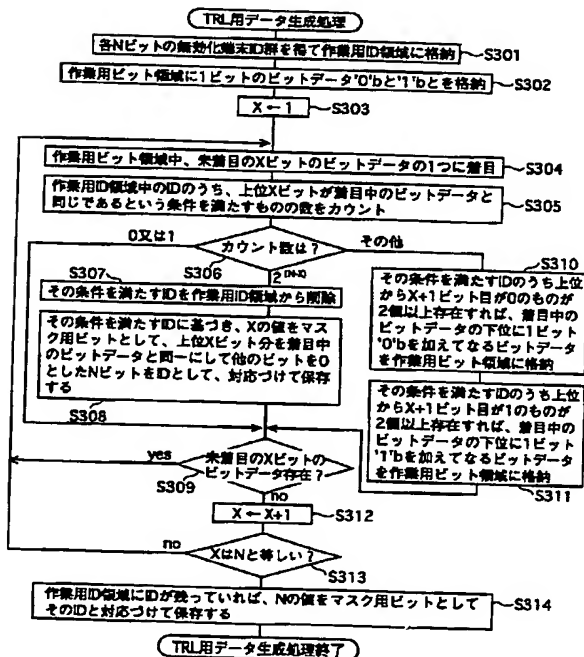 TRL用データ生成処理
各Nビットの無効化端末ID群を得て作業用ID領域に格納
S301
作業用ビット領域に1ビットのビットデータ'0'bと'1'bとを格納
S302
X ← 1
S303
作業用ビット領域中、未着目のXビットのビットデータの1つに着目
S304
作業用ID領域中のIDのうち、上位Xビットが着目中のビットデータと
同じであるという条件を満たすものの数をカウント
S305
0又は1
カウント数は?
その他
S306
2^(N-X)
S307
その条件を満たすIDを作業用ID領域から削除
その条件を満たすIDに基づき、Xの値をマス
ク用ビットとして、上位Xビット分を着目中
のビットデータと同一にして他のビットを0
としたNビットをIDとして、対応づけて保存
する
S308
S310
その条件を満たすIDのうち上位
からX+1ビット目が0のものが
2個以上存在すれば、着目中の
ビットデータの下位に1ビット
'0'bを加えてなるビットデータ
を作業用ビット領域に格納
その条件を満たすIDのうち上位
からX+1ビット目が1のものが
2個以上存在すれば、着目中の
ビットデータの下位に1ビット
'1'bを加えてなるビットデータ
を作業用ビット領域に格納
S311
yes
未着目のXビットの
ビットデータ存在?
S309
no
X ← X+1
S312
no
XはNと等しい?
S313
作業用ID領域にIDが残っていれば、Nの値をマスク用ビットとして
そのIDと対応づけて保存する
S314
TRL用データ生成処理終了